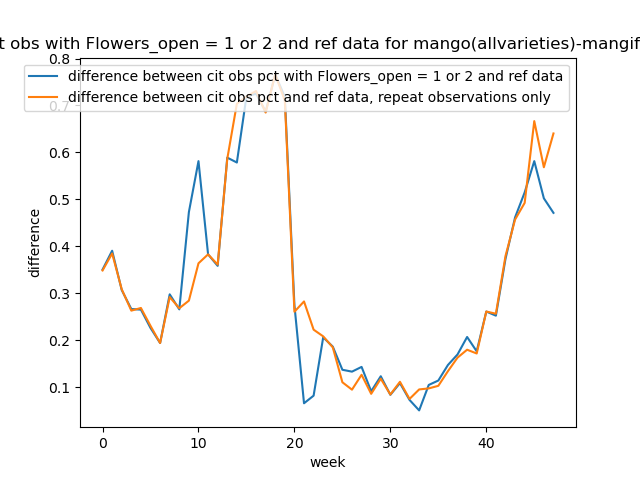 t obs with Flowers_open = 1 or 2 and ref data for mango(allvarieties)-mangif
difference between cit obs pct with Flowers_open = 1 or 2 and ref data
difference between cit obs pct and ref data, repeat observations only
0.8
0.7
0.6
0.5
0.4
0.3
0.2
0.1
difference
0 10 20 30 40
week